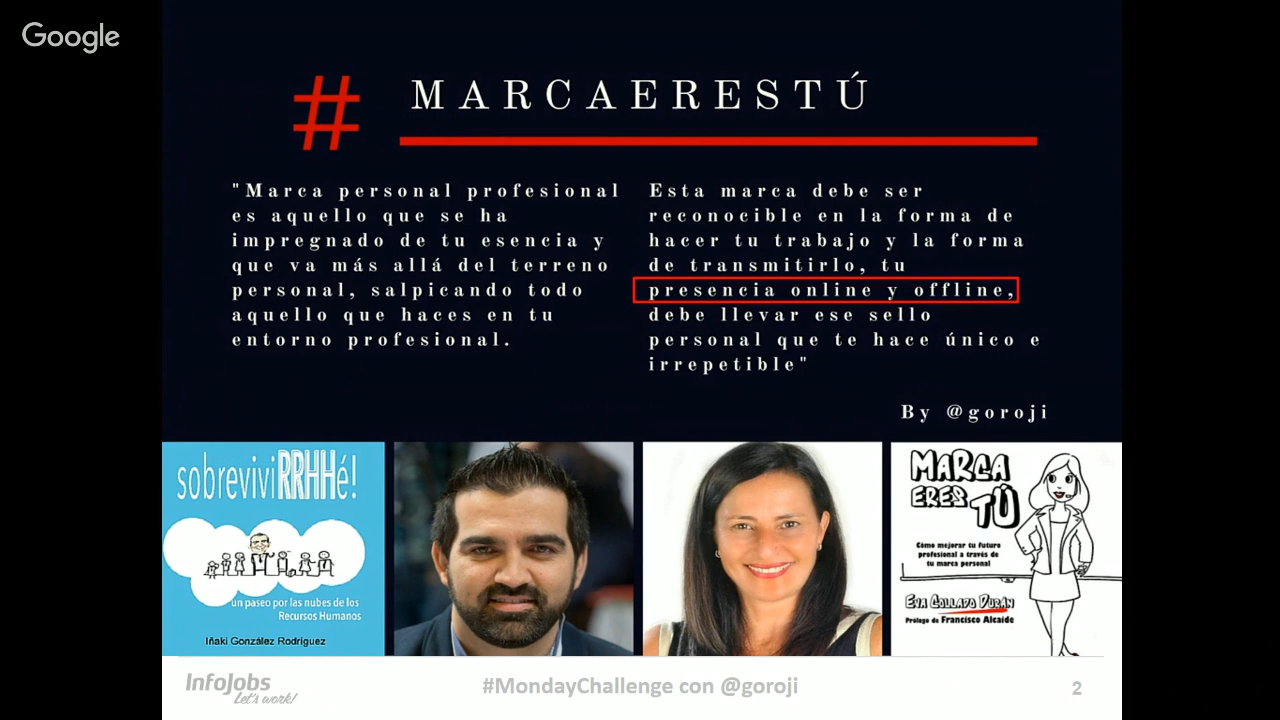 Google
# MARCAERESTÚ
"Marca personal profesional
es aquello que se ha
impregnado de tu esencia y
que va más allá del terreno
personal, salpicando todo
aquello que haces en tu
entorno profesional.
Esta marca debe ser
reconocible en la forma de
hacer tu trabajo y la forma
de transmitirlo, tu
presencia online y offline,
debe llevar ese sello
personal que te hace único e
irrepetible"
By @goroji
sobreviviRRHHé!
un paseo por las nubes de los
Recursos Humanos
Iñaki González Rodríguez
MARCA
ERES
TÚ
Cómo mejorar tu futuro
profesional a través de
tu marca personal
Eva Collado Durán
Prólogo de Francisco Alcaide
InfoJobs
Let's work!
#MondayChallenge con @goroji
2